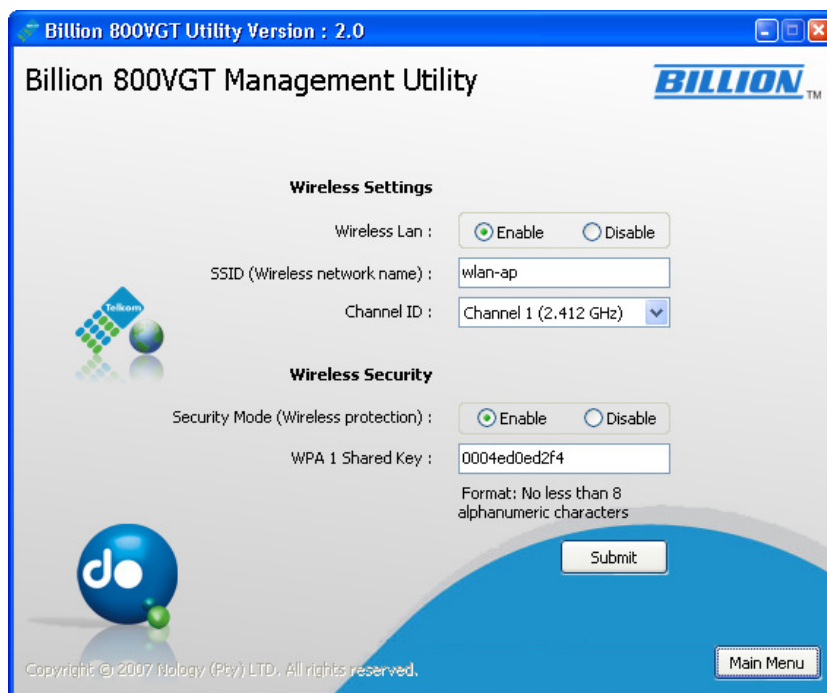 Billion 800VGT Utility Version : 2.0
Billion 800VGT Management Utility
BILLION TM
Wireless Settings
Wireless Lan :
Enable
Disable
SSID (Wireless network name) :
wlan-ap
Channel ID :
Channel 1 (2.412 GHz)
Telkom
Wireless Security
Security Mode (Wireless protection) :
Enable
Disable
WPA 1 Shared Key :
0004ed0ed2f4
Format: No less than 8
alphanumeric characters
do
Submit
Copyright © 2007 Nology (Pty) LTD. All rights reserved.
Main Menu